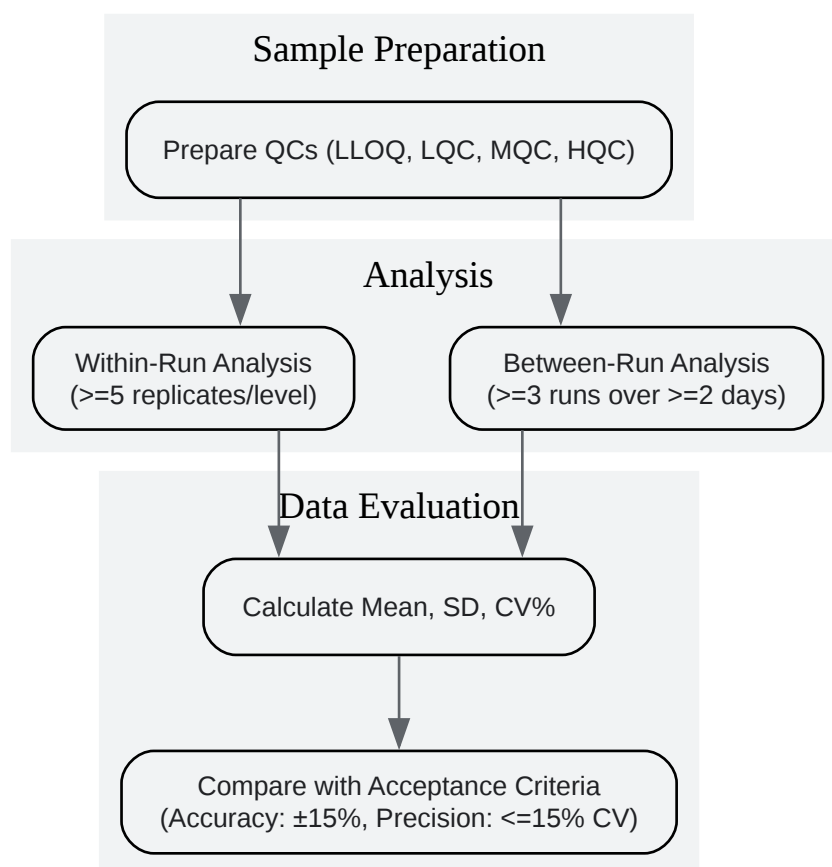 Sample Preparation
Prepare QCs (LLOQ, LQC, MQC, HQC)
Analysis
Within-Run Analysis
(>=5 replicates/level)
Between-Run Analysis
(>=3 runs over >=2 days)
Data Evaluation
Calculate Mean, SD, CV%
Compare with Acceptance Criteria
(Accuracy: ±15%, Precision: <=15% CV)